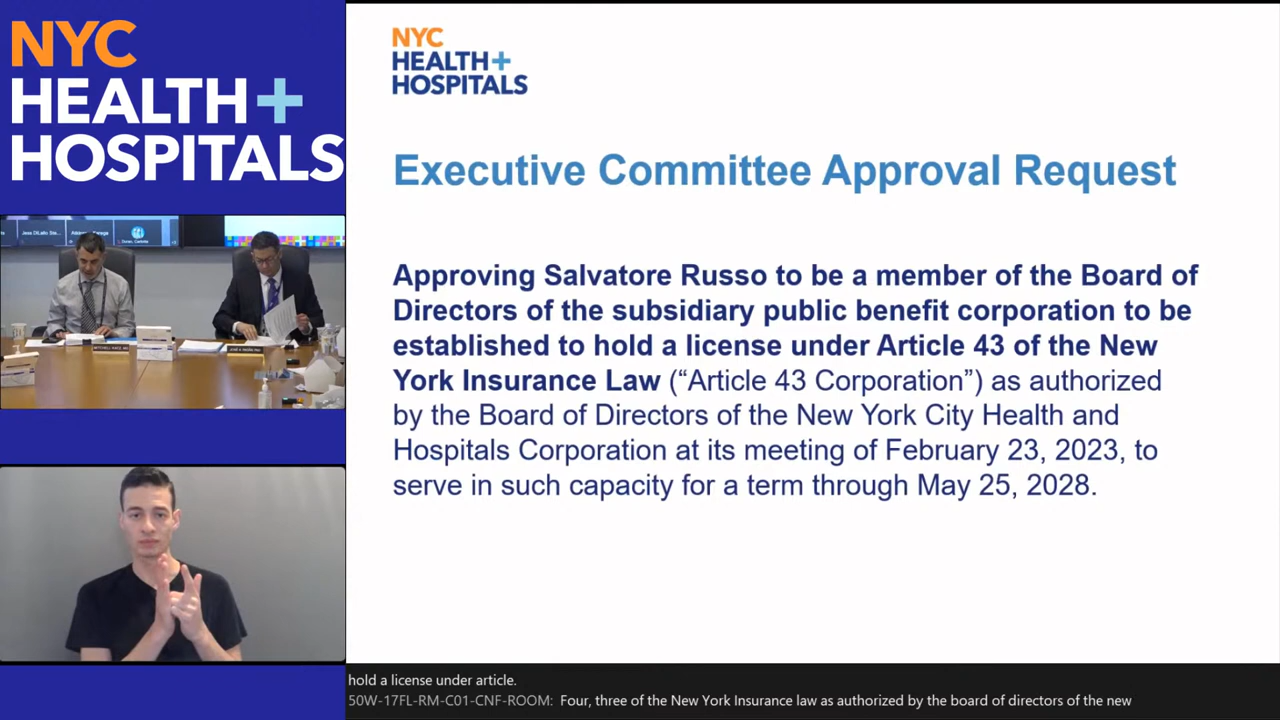 NYC
HEALTH+
HOSPITALS
NYC
HEALTH+
HOSPITALS
Executive Committee Approval Request
Approving Salvatore Russo to be a member of the Board of
Directors of the subsidiary public benefit corporation to be
established to hold a license under Article 43 of the New
York Insurance Law (“Article 43 Corporation”) as authorized
by the Board of Directors of the New York City Health and
Hospitals Corporation at its meeting of February 23, 2023, to
serve in such capacity for a term through May 25, 2028.
hold a license under article.
50W-17FL-RM-C01-CNF-ROOM: Four, three of the New York Insurance law as authorized by the board of directors of the new